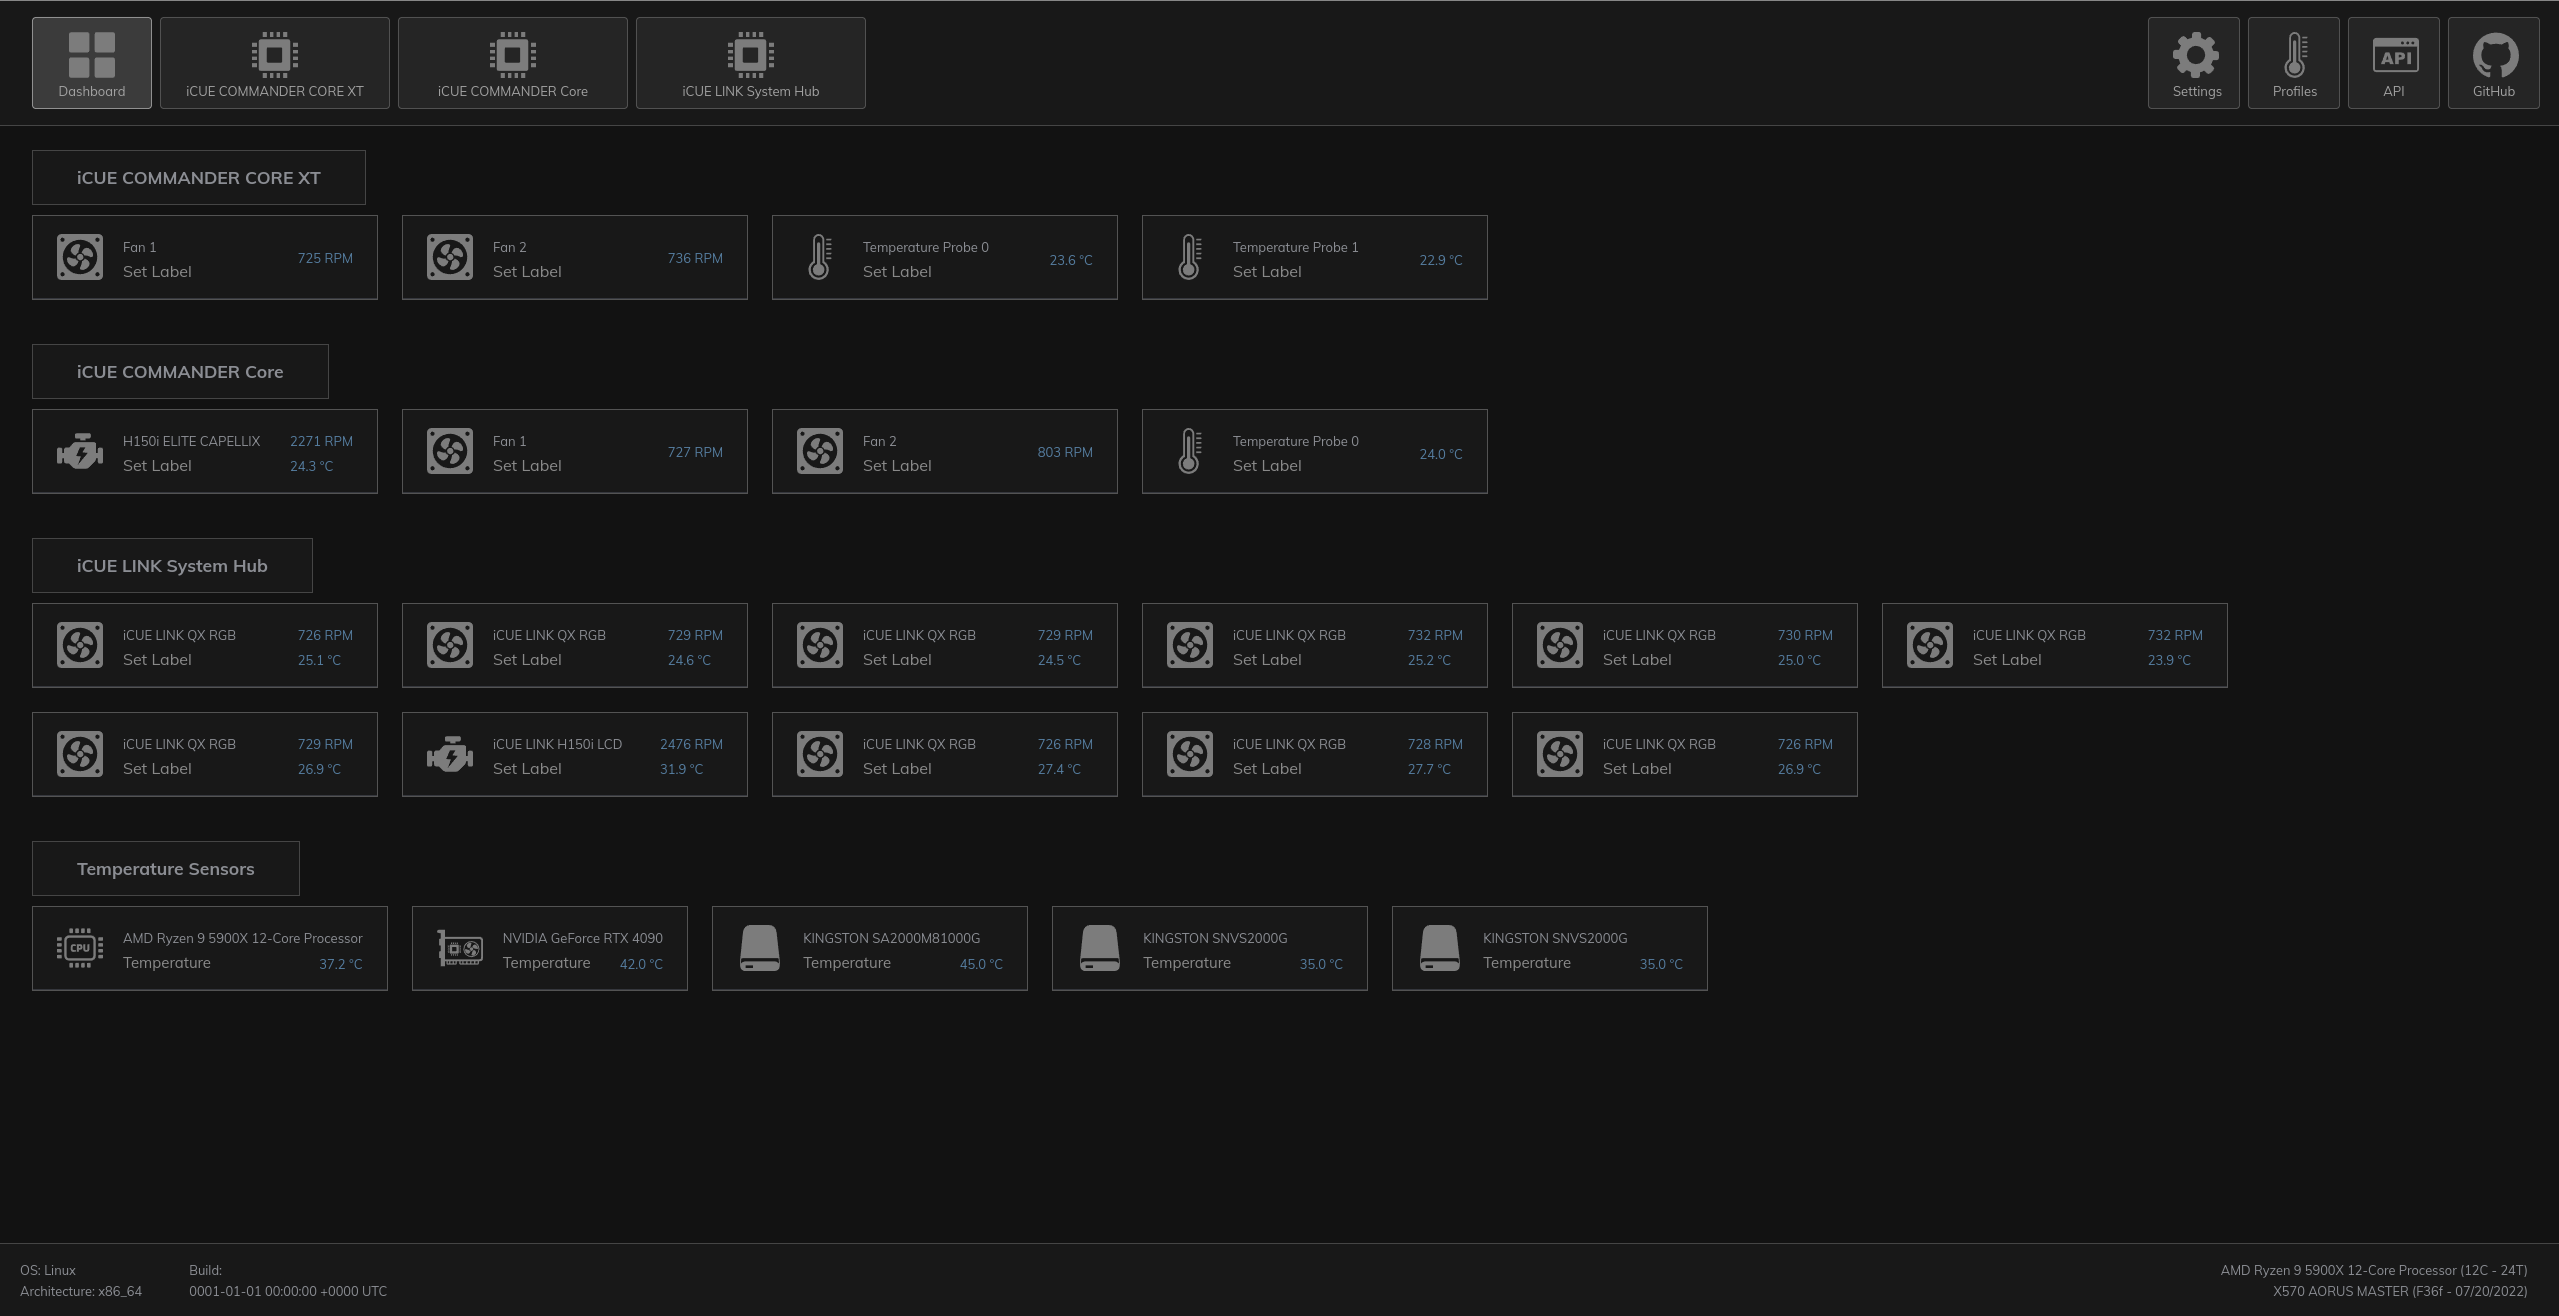 Dashboard
iCUE COMMANDER CORE XT
iCUE COMMANDER Core
iCUE LINK System Hub
Settings
Profiles
API
API
GitHub
iCUE COMMANDER CORE XT
Fan 1
Set Label
725 RPM
Fan 2
Set Label
736 RPM
Temperature Probe 0
Set Label
23.6 °C
Temperature Probe 1
Set Label
22.9 °C
iCUE COMMANDER Core
H150i ELITE CAPELLIX 2271 RPM
Set Label 24.3 °C
Fan 1
Set Label
727 RPM
Fan 2
Set Label
803 RPM
Temperature Probe 0
Set Label
24.0 °C
iCUE LINK System Hub
iCUE LINK QX RGB 726 RPM
Set Label 25.1 °C
iCUE LINK QX RGB 729 RPM
Set Label 24.6 °C
iCUE LINK QX RGB 729 RPM
Set Label 24.5 °C
iCUE LINK QX RGB 732 RPM
Set Label 25.2 °C
iCUE LINK QX RGB 730 RPM
Set Label 25.0 °C
iCUE LINK QX RGB 732 RPM
Set Label 23.9 °C
iCUE LINK QX RGB 729 RPM
Set Label 26.9 °C
iCUE LINK H150i LCD 2476 RPM
Set Label 31.9 °C
iCUE LINK QX RGB 726 RPM
Set Label 27.4 °C
iCUE LINK QX RGB 728 RPM
Set Label 27.7 °C
iCUE LINK QX RGB 726 RPM
Set Label 26.9 °C
Temperature Sensors
CPU
AMD Ryzen 9 5900X 12-Core Processor
Temperature 37.2 °C
NVIDIA GeForce RTX 4090
Temperature 42.0 °C
KINGSTON SA2000M81000G
Temperature 45.0 °C
KINGSTON SNVS2000G
Temperature 35.0 °C
KINGSTON SNVS2000G
Temperature 35.0 °C
OS: Linux
Architecture: x86_64
Build:
0001-01-01 00:00:00 +0000 UTC
AMD Ryzen 9 5900X 12-Core Processor (12C - 24T)
X570 AORUS MASTER (F36f - 07/20/2022)